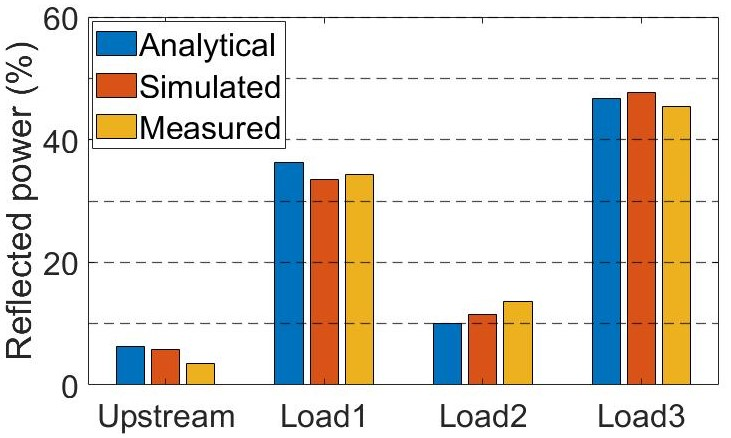 Reflected power (%)
60
40
20
0
Analytical
Simulated
Measured
Upstream Load1 Load2 Load3